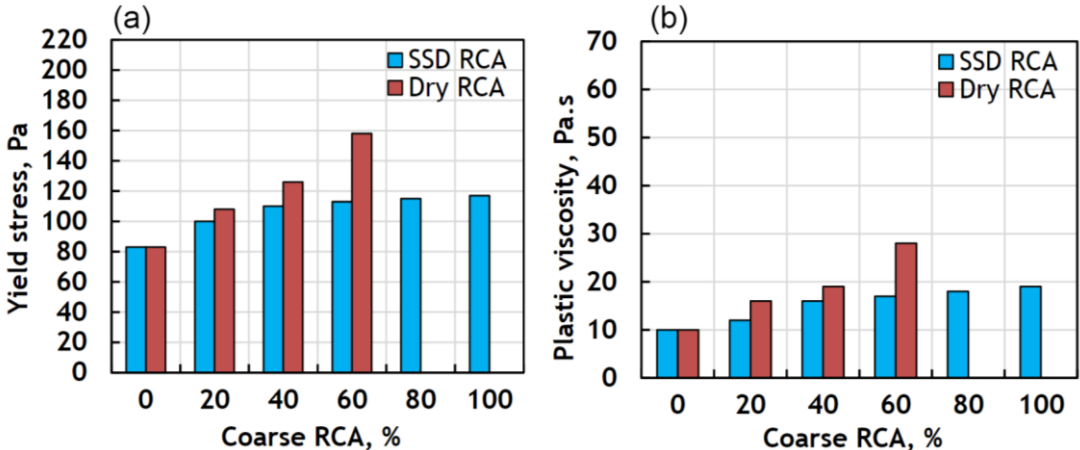 (a)
Yield stress, Pa
220
200
180
160
140
120
100
80
60
40
20
0
SSD RCA
Dry RCA
0 20 40 60 80 100
Coarse RCA, %
(b)
Plastic viscosity, Pa.s
70
60
50
40
30
20
10
0
SSD RCA
Dry RCA
0 20 40 60 80 100
Coarse RCA, %